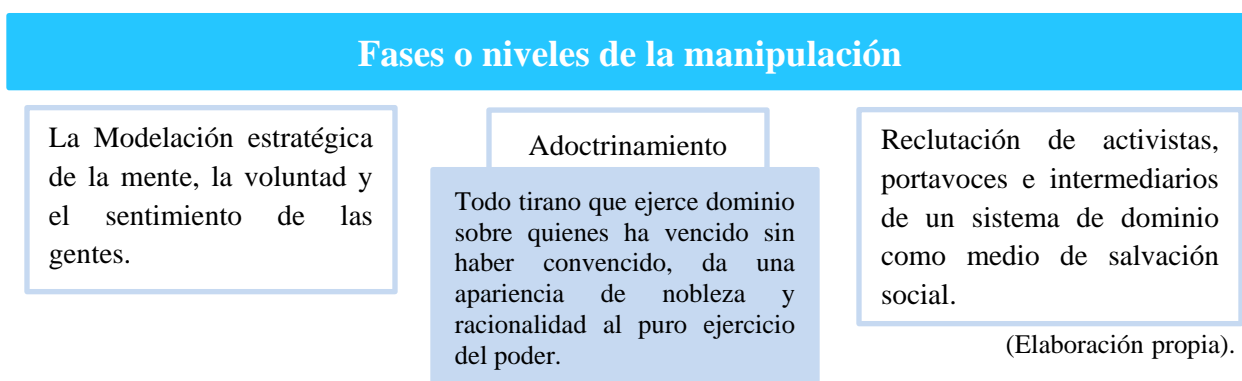 Fases o niveles de la manipulación
La Modelación estratégica
de la mente, la voluntad y
el sentimiento de las
gentes.
Adoctrinamiento
Todo tirano que ejerce dominio
sobre quienes ha vencido sin
haber convencido, da una
apariencia de nobleza y
racionalidad al puro ejercicio
del poder.
Reclutación de activistas,
portavoces e intermediarios
de un sistema de dominio
como medio de salvación
social.
(Elaboración propia).